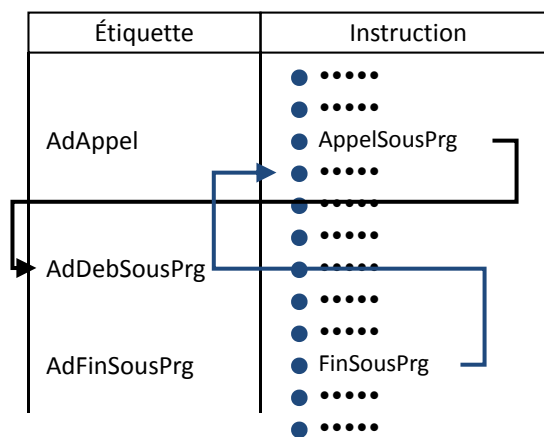 Étiquette Instruction
•••••
•••••
AdAppel AppelSousPrg
•••••
•••••
•••••
AdDebSousPrg •••••
•••••
•••••
AdFinSousPrg FinSousPrg
•••••
•••••